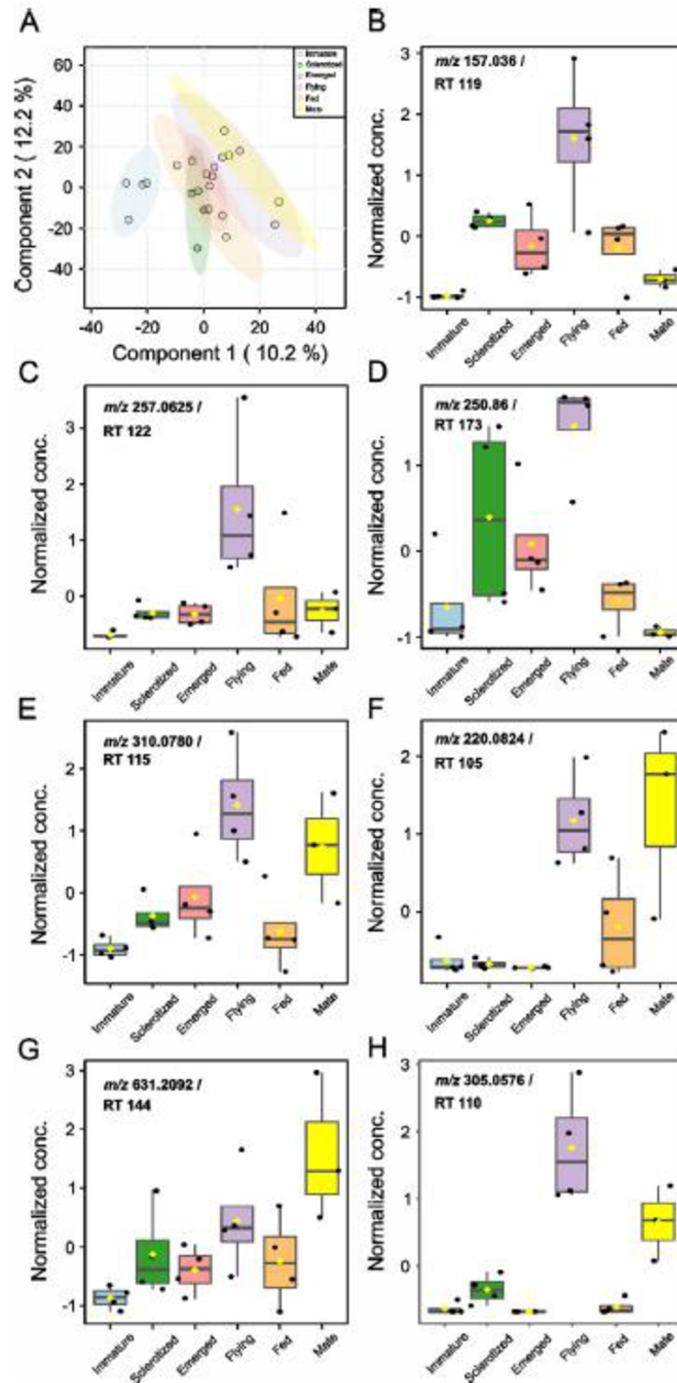 A
Component 2 ( 12.2 %)
60
40
20
0
-20
-40
-40
-20
0
20
40
Component 1 ( 10.2 %)
Immature
Sclerotized
Emerged
Flying
Fed
Mate
B
m/z 157.036 /
RT 119
Normalized conc.
3
2
1
0
-1
Immature
Sclerotized
Emerged
Flying
Fed
Mate
C
m/z 257.0625 /
RT 122
Normalized conc.
3
2
1
0
Immature
Sclerotized
Emerged
Flying
Fed
Mate
D
m/z 250.86 /
RT 173
Normalized conc.
1
0
-1
Immature
Sclerotized
Emerged
Flying
Fed
Mate
E
m/z 310.0780 /
RT 115
Normalized conc.
2
1
0
-1
Immature
Sclerotized
Emerged
Flying
Fed
Mate
F
m/z 220.0824 /
RT 105
Normalized conc.
2
1
0
Immature
Sclerotized
Emerged
Flying
Fed
Mate
G
m/z 631.2092 /
RT 144
Normalized conc.
3
2
1
0
-1
Immature
Sclerotized
Emerged
Flying
Fed
Mate
H
m/z 305.0576 /
RT 110
Normalized conc.
3
2
1
0
Immature
Sclerotized
Emerged
Flying
Fed
Mate